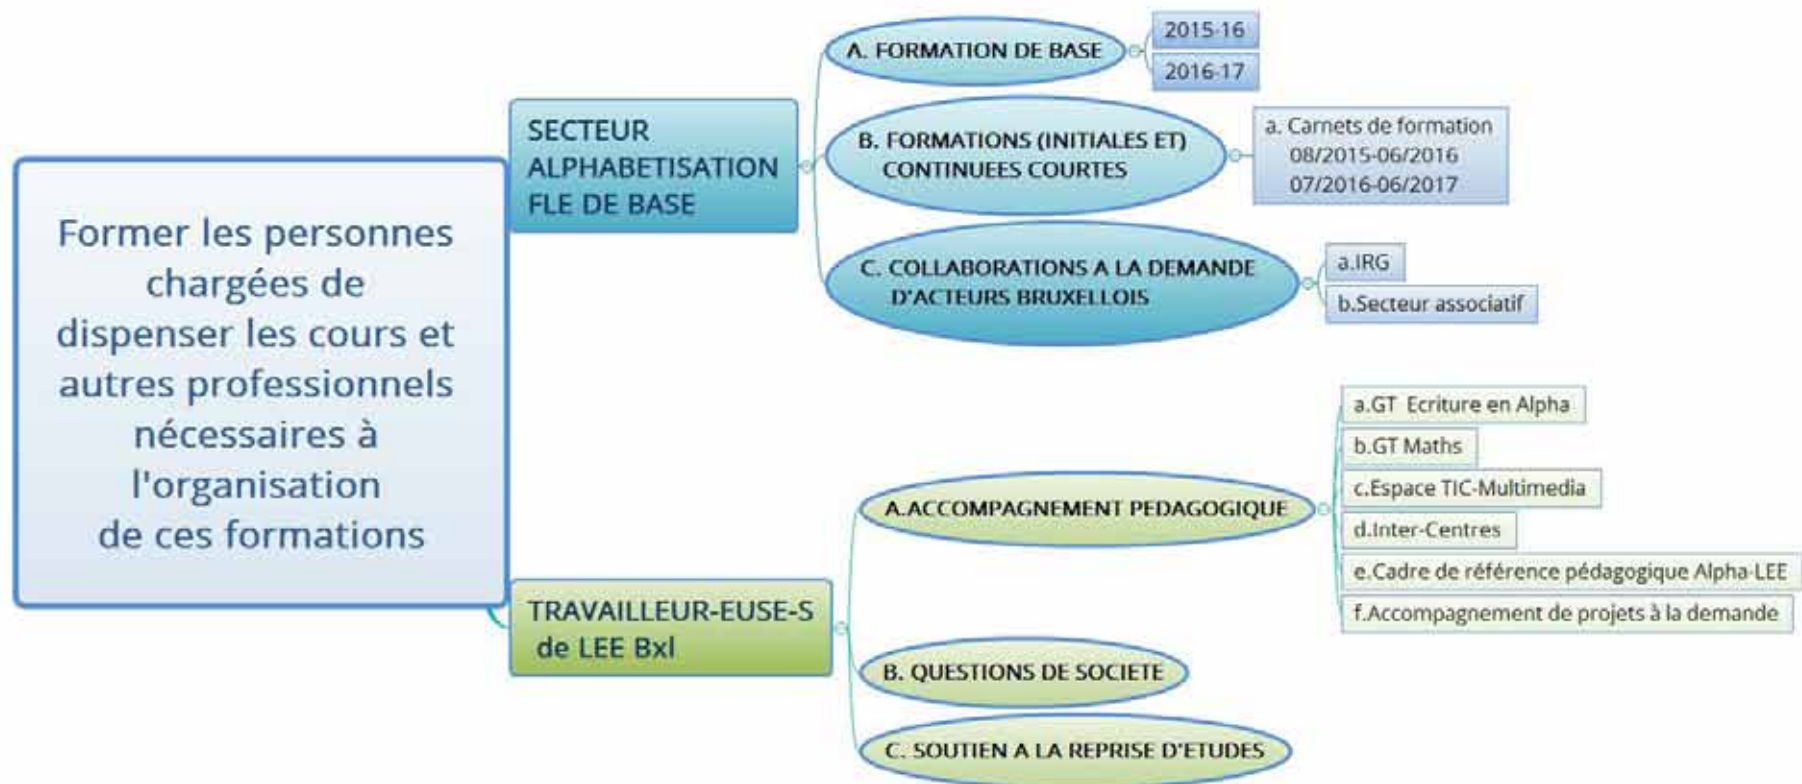 Former les personnes
chargées de
dispenser les cours et
autres professionnels
nécessaires à
l'organisation
de ces formations
SECTEUR
ALPHABETISATION
FLE DE BASE
A. FORMATION DE BASE
2015-16
2016-17
B. FORMATIONS (INITIALES ET)
CONTINUEES COURTES
a. Carnets de formation
08/2015-06/2016
07/2016-06/2017
C. COLLABORATIONS A LA DEMANDE
D'ACTEURS BRUXELLOIS
a.IRG
b.Secteur associatif
TRAVAILLEUR-EUSE-S
de LEE Bxl
A.ACCOMPAGNEMENT PEDAGOGIQUE
a.GT Ecriture en Alpha
b.GT Maths
c.Espace TIC-Multimedia
d.Inter-Centres
e.Cadre de référence pédagogique Alpha-LEE
f.Accompagnement de projets à la demande
B. QUESTIONS DE SOCIETE
C. SOUTIEN A LA REPRISE D'ETUDES